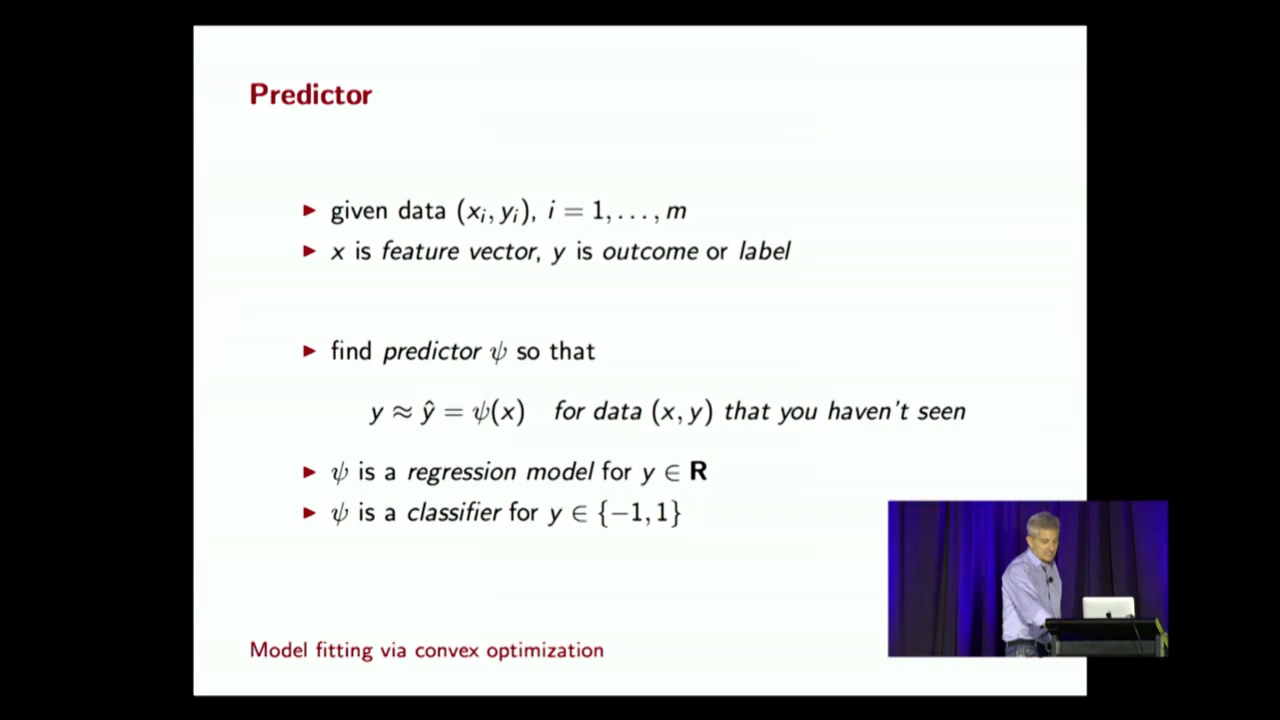 Predictor
▶ given data (xᵢ, yᵢ), i = 1, . . . , m
▶ x is feature vector, y is outcome or label
▶ find predictor ψ so that
y ≈ ŷ = ψ(x) for data (x, y) that you haven't seen
▶ ψ is a regression model for y ∈ R
▶ ψ is a classifier for y ∈ {−1, 1}
Model fitting via convex optimization